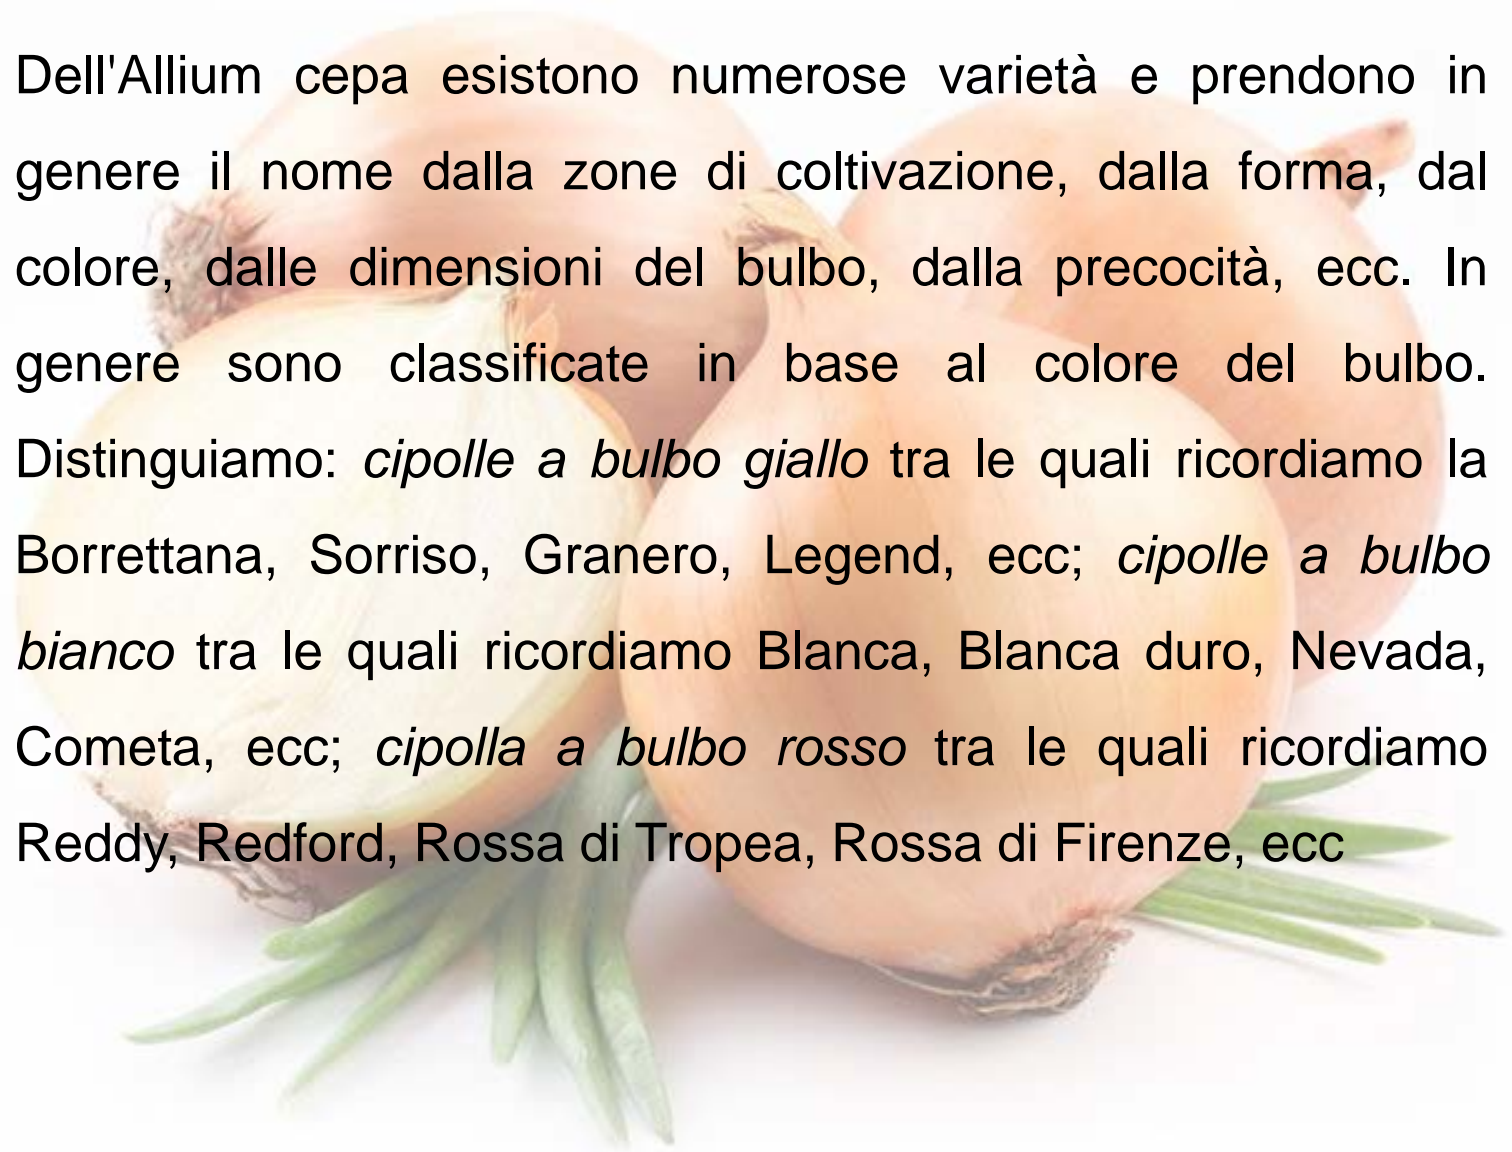 Dell'Allium cepa esistono numerose varietà e prendono in
genere il nome dalla zone di coltivazione, dalla forma, dal
colore, dalle dimensioni del bulbo, dalla precocità, ecc. In
genere sono classificate in base al colore del bulbo.
Distinguiamo: cipolle a bulbo giallo tra le quali ricordiamo la
Borrettana, Sorriso, Granero, Legend, ecc; cipolle a bulbo
bianco tra le quali ricordiamo Blanca, Blanca duro, Nevada,
Cometa, ecc; cipolla a bulbo rosso tra le quali ricordiamo
Reddy, Redford, Rossa di Tropea, Rossa di Firenze, ecc